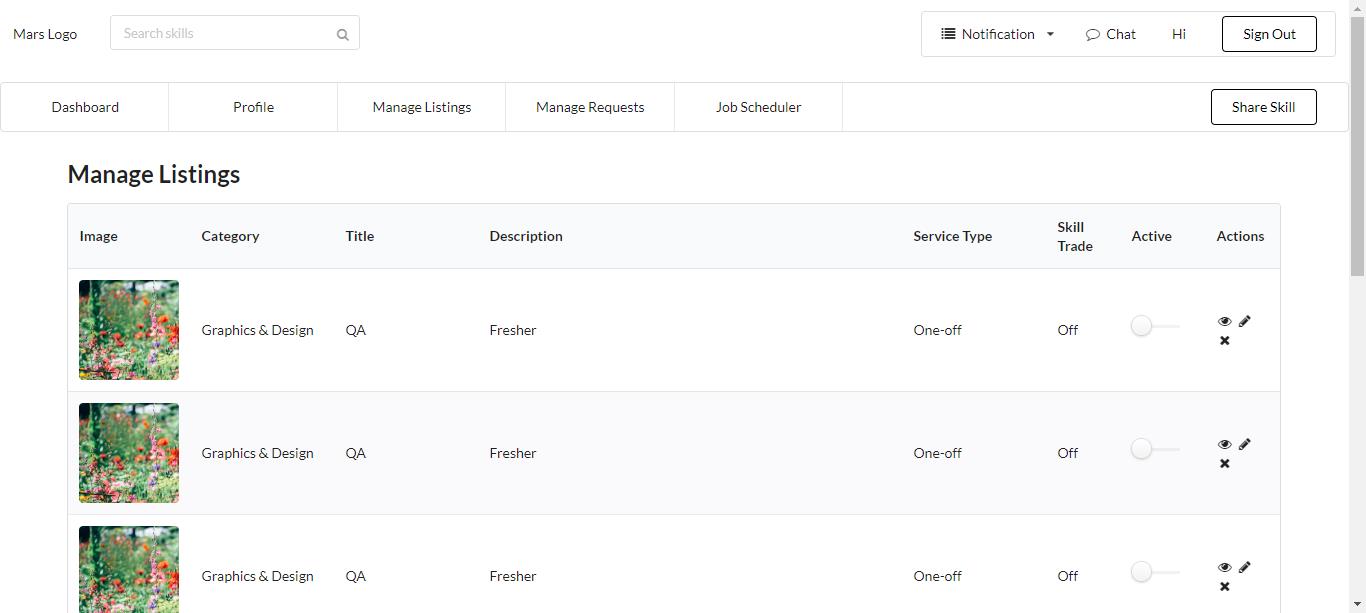 Mars Logo
Search skills
Notification
Chat
Hi
Sign Out
Dashboard
Profile
Manage Listings
Manage Requests
Job Scheduler
Share Skill
Manage Listings
Image Category Title Description Service Type Skill Trade Active Actions
Graphics & Design QA Fresher One-off Off
Graphics & Design QA Fresher One-off Off
Graphics & Design QA Fresher One-off Off